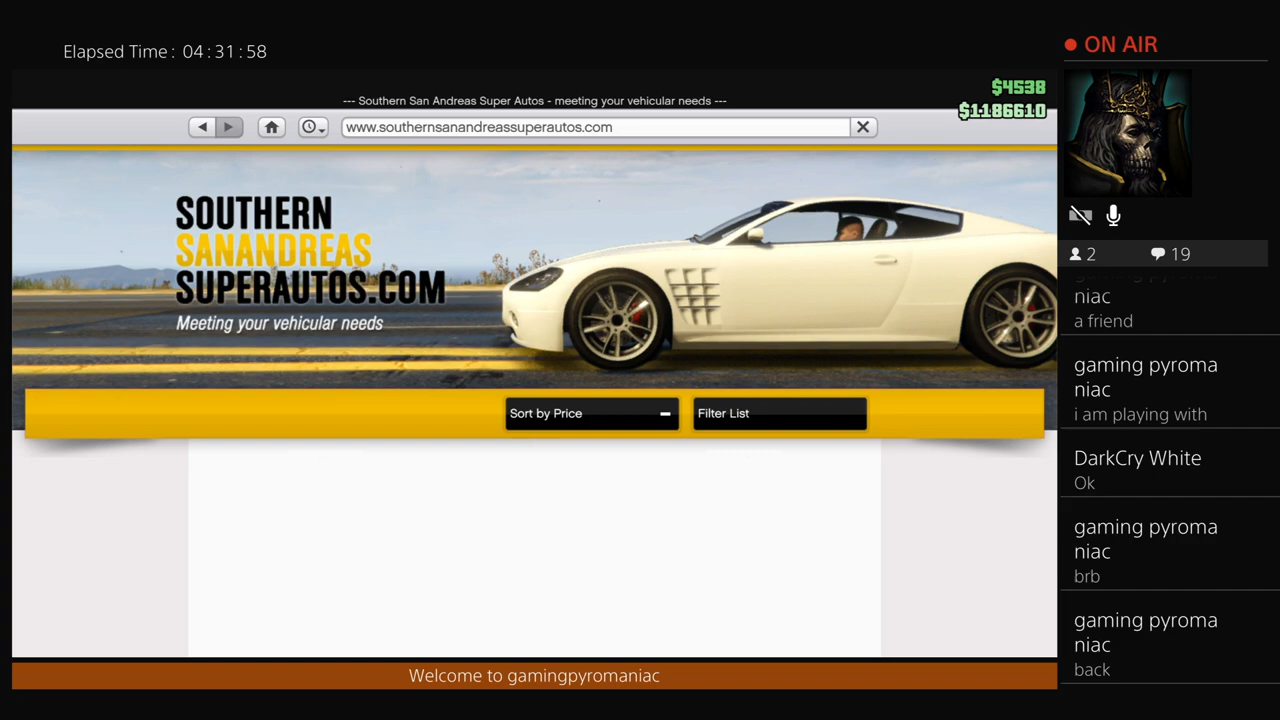 Elapsed Time: 04:31:58
ON AIR
--- Southern San Andreas Super Autos - meeting your vehicular needs ---
$4538
$1186610
www.southernsanandreassuperautos.com
SOUTHERN
SANANDREAS
SUPERAUTOS.COM
Meeting your vehicular needs
Sort by Price
Filter List
2 19
niac
a friend
gaming pyroma
niac
i am playing with
DarkCry White
Ok
gaming pyroma
niac
brb
gaming pyroma
niac
back
Welcome to gamingpyromaniac